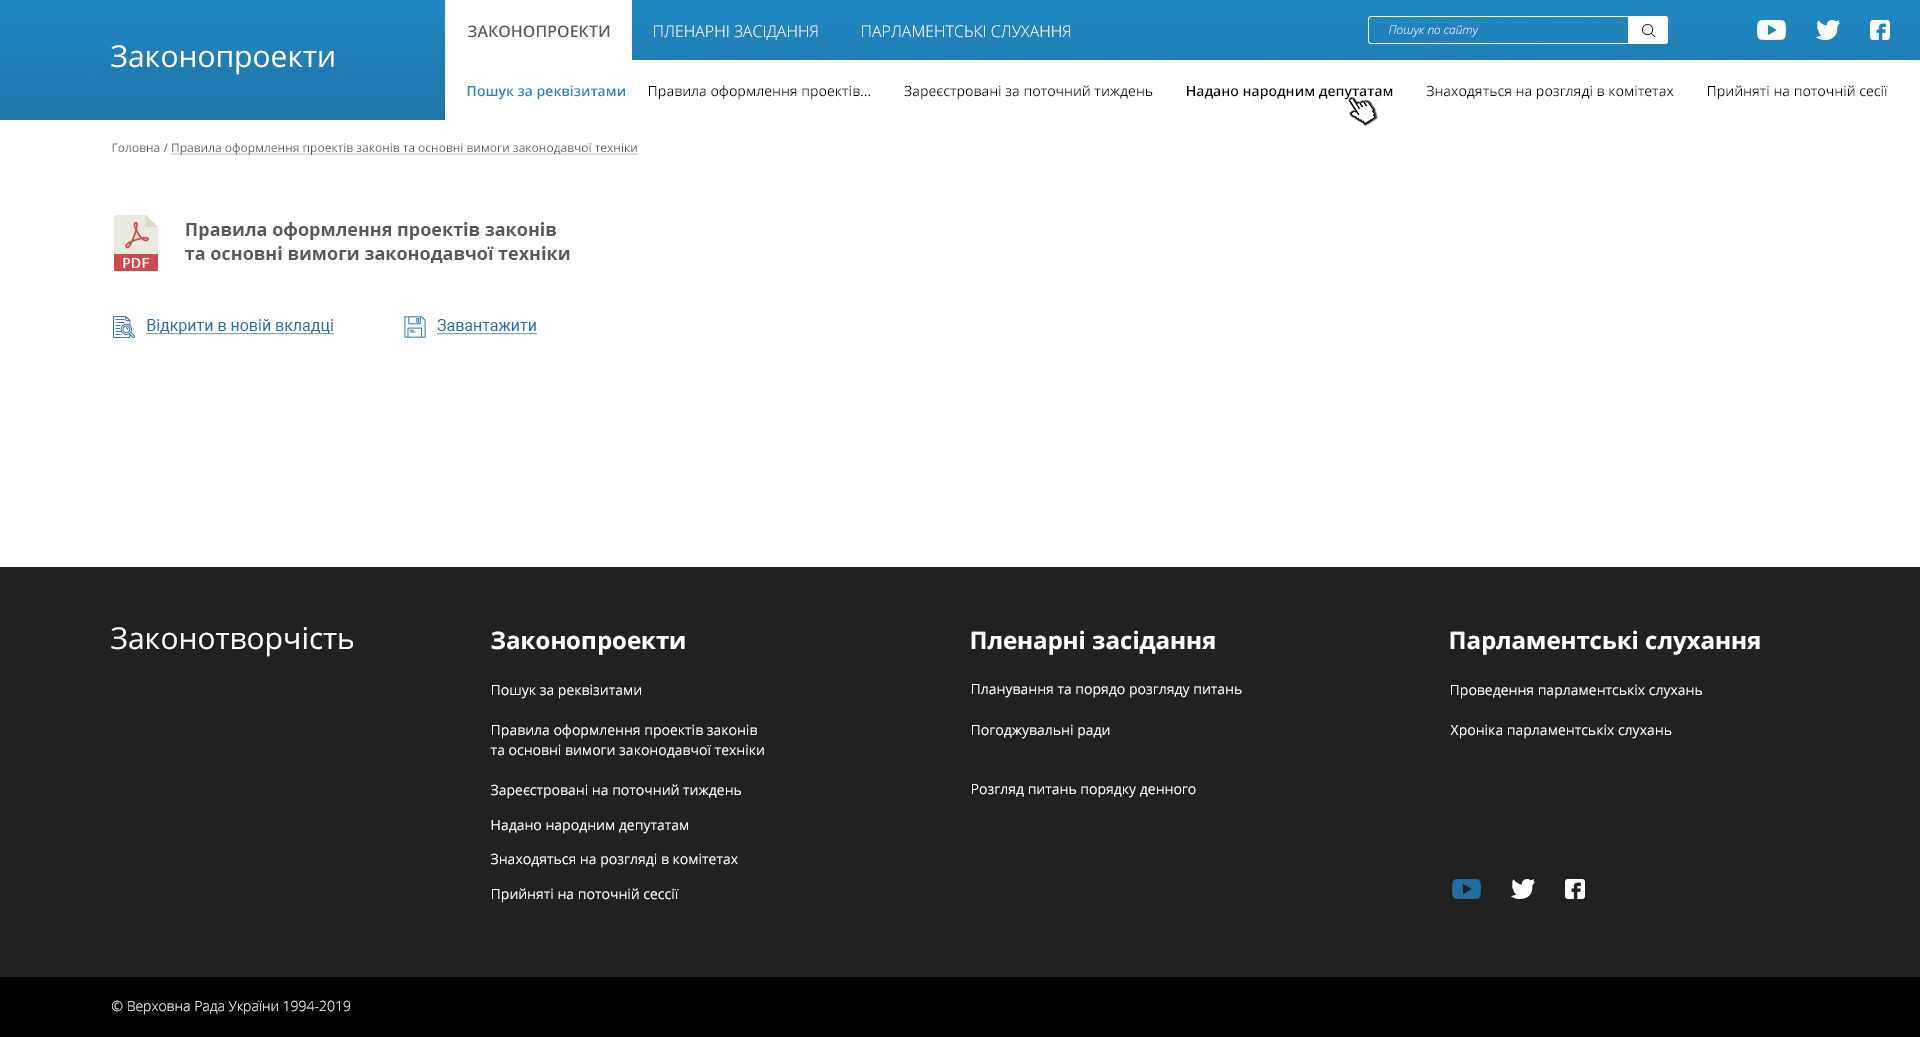 Законопроекти
ЗАКОНОПРОЕКТИ
ПЛЕНАРНІ ЗАСІДАННЯ
ПАРЛАМЕНТСЬКІ СЛУХАННЯ
Пошук по сайту
Пошук за реквізитами
Правила оформлення проектів...
Зареєстровані за поточний тиждень
Надано народним депутатам
Знаходяться на розгляді в комітетах
Прийняті на поточній сесії
Головна / Правила оформлення проектів законів та основні вимоги законодавчої техніки
PDF
Правила оформлення проектів законів
та основні вимоги законодавчої техніки
Відкрити в новій вкладці
Завантажити
Законотворчість
Законопроекти
Пошук за реквізитами
Правила оформлення проектів законів
та основні вимоги законодавчої техніки
Зареєстровані на поточний тиждень
Надано народним депутатам
Знаходяться на розгляді в комітетах
Прийняті на поточній сессії
Пленарні засідання
Планування та порядо розгляду питань
Погоджувальні ради
Розгляд питань порядку денного
Парламентські слухання
Проведення парламентських слухань
Хроніка парламентськіх слухань
© Верховна Рада України 1994-2019